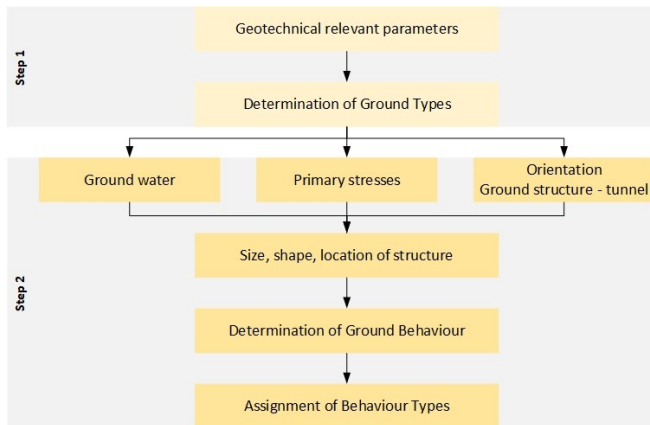 Step 1
Geotechnical relevant parameters
Determination of Ground Types
Step 2
Ground water
Primary stresses
Orientation
Ground structure - tunnel
Size, shape, location of structure
Determination of Ground Behaviour
Assignment of Behaviour Types